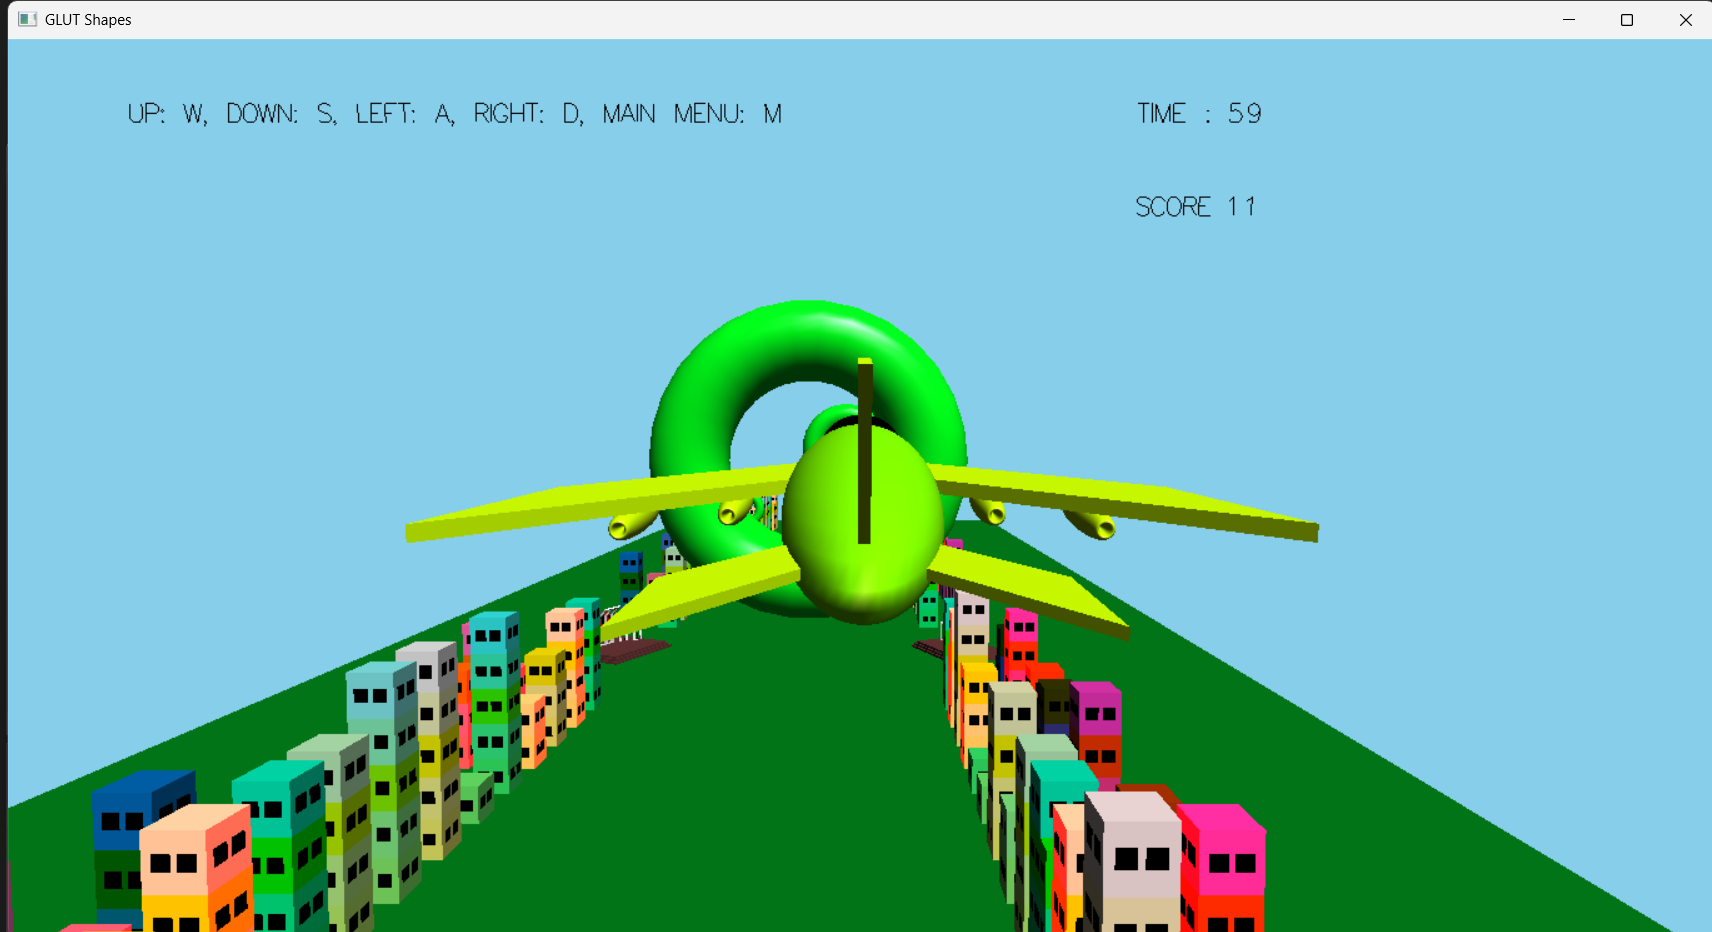 GLUT Shapes
UP: W, DOWN: S, LEFT: A, RIGHT: D, MAIN MENU: M
TIME : 59
SCORE 11